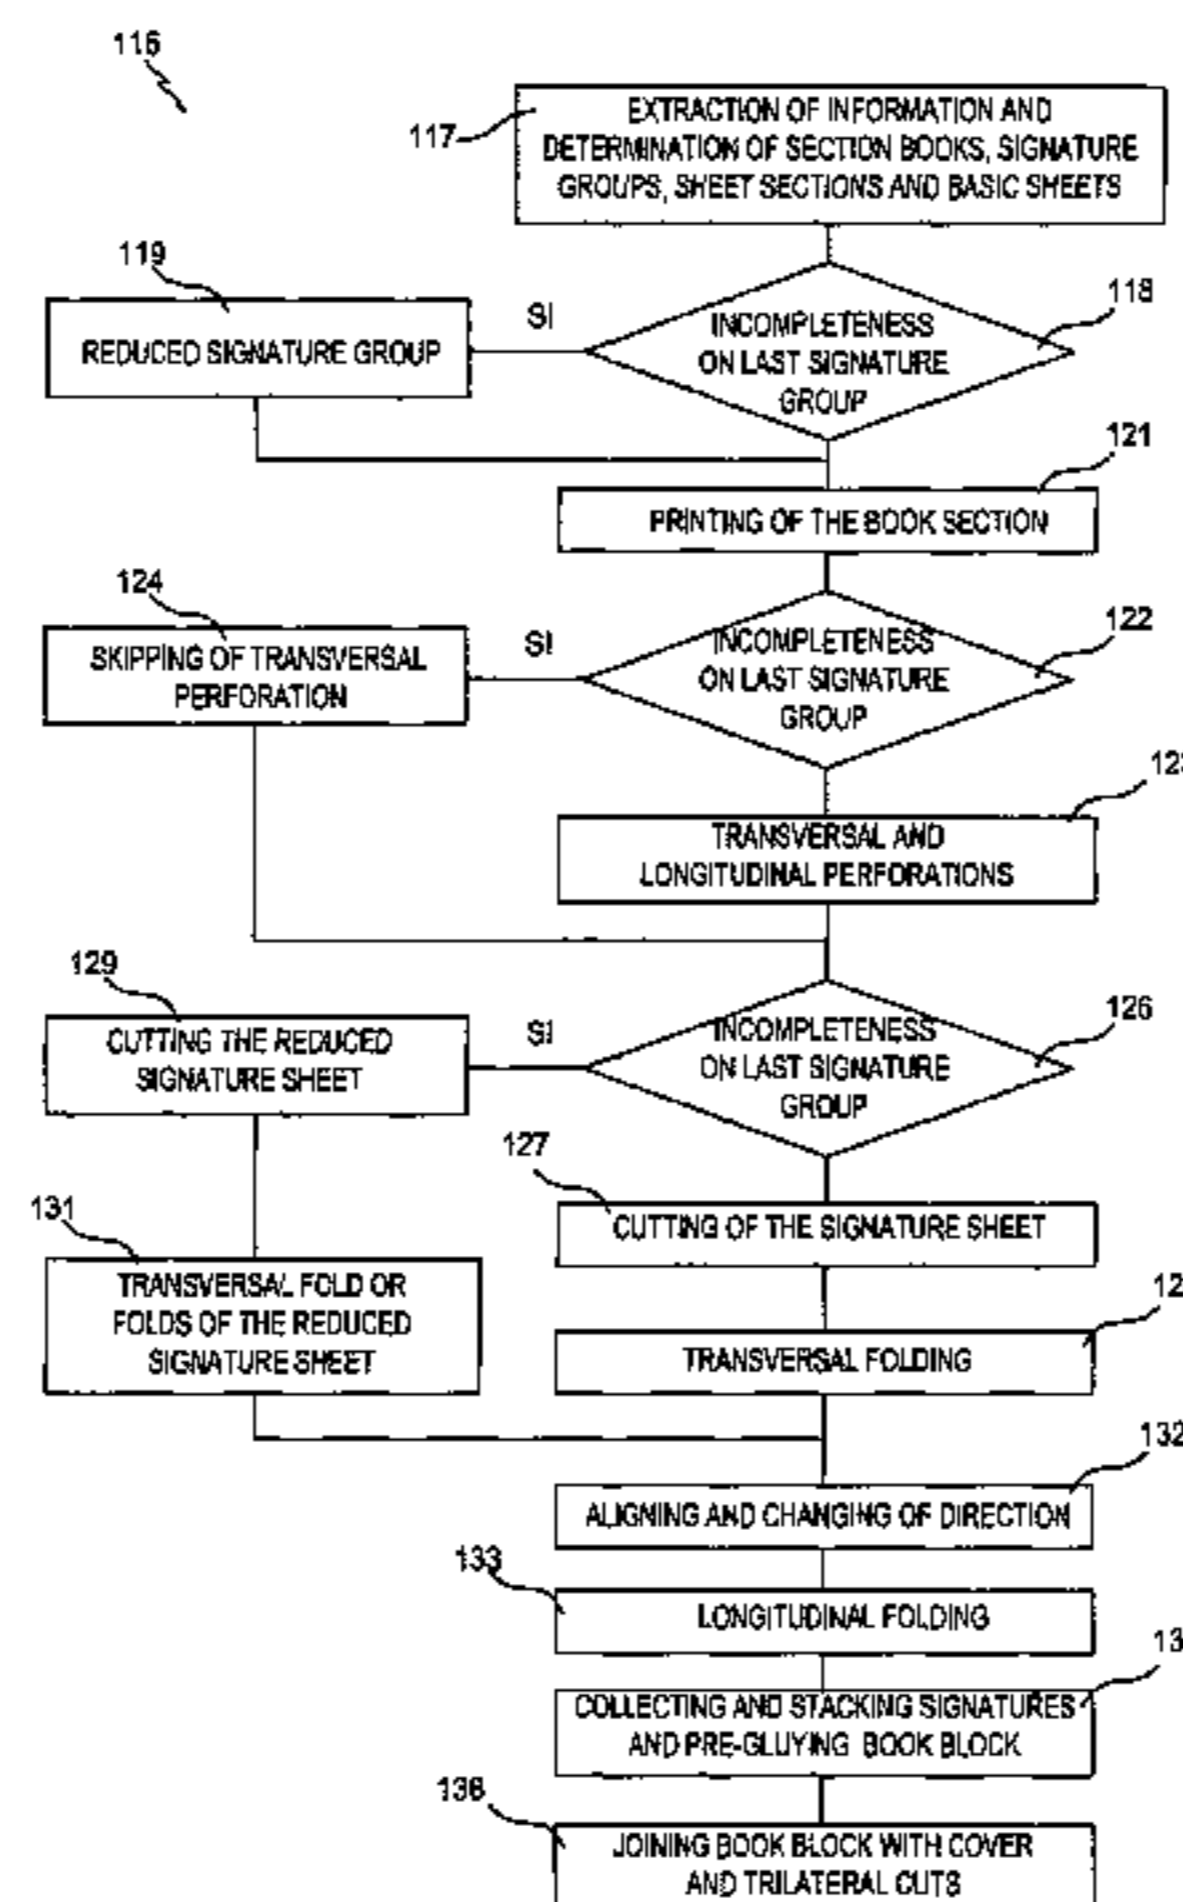 116
117
EXTRACTION OF INFORMATION AND
DETERMINATION OF SECTION BOOKS, SIGNATURE
GROUPS, SHEET SECTIONS AND BASIC SHEETS
119
REDUCED SIGNATURE GROUP
SI
INCOMPLETENESS
ON LAST SIGNATURE
GROUP
118
121
PRINTING OF THE BOOK SECTION
124
SKIPPING OF TRANSVERSAL
PERFORATION
SI
INCOMPLETENESS
ON LAST SIGNATURE
GROUP
122
123
TRANSVERSAL AND
LONGITUDINAL PERFORATIONS
129
CUTTING THE REDUCED
SIGNATURE SHEET
SI
INCOMPLETENESS
ON LAST SIGNATURE
GROUP
126
127
CUTTING OF THE SIGNATURE SHEET
131
TRANSVERSAL FOLD OR
FOLDS OF THE REDUCED
SIGNATURE SHEET
TRANSVERSAL FOLDING
132
ALIGNING AND CHANGING OF DIRECTION
133
LONGITUDINAL FOLDING
COLLECTING AND STACKING SIGNATURES
AND PRE-GLUYING BOOK BLOCK
136
JOINING BOOK BLOCK WITH COVER
AND TRILATERAL CUTS